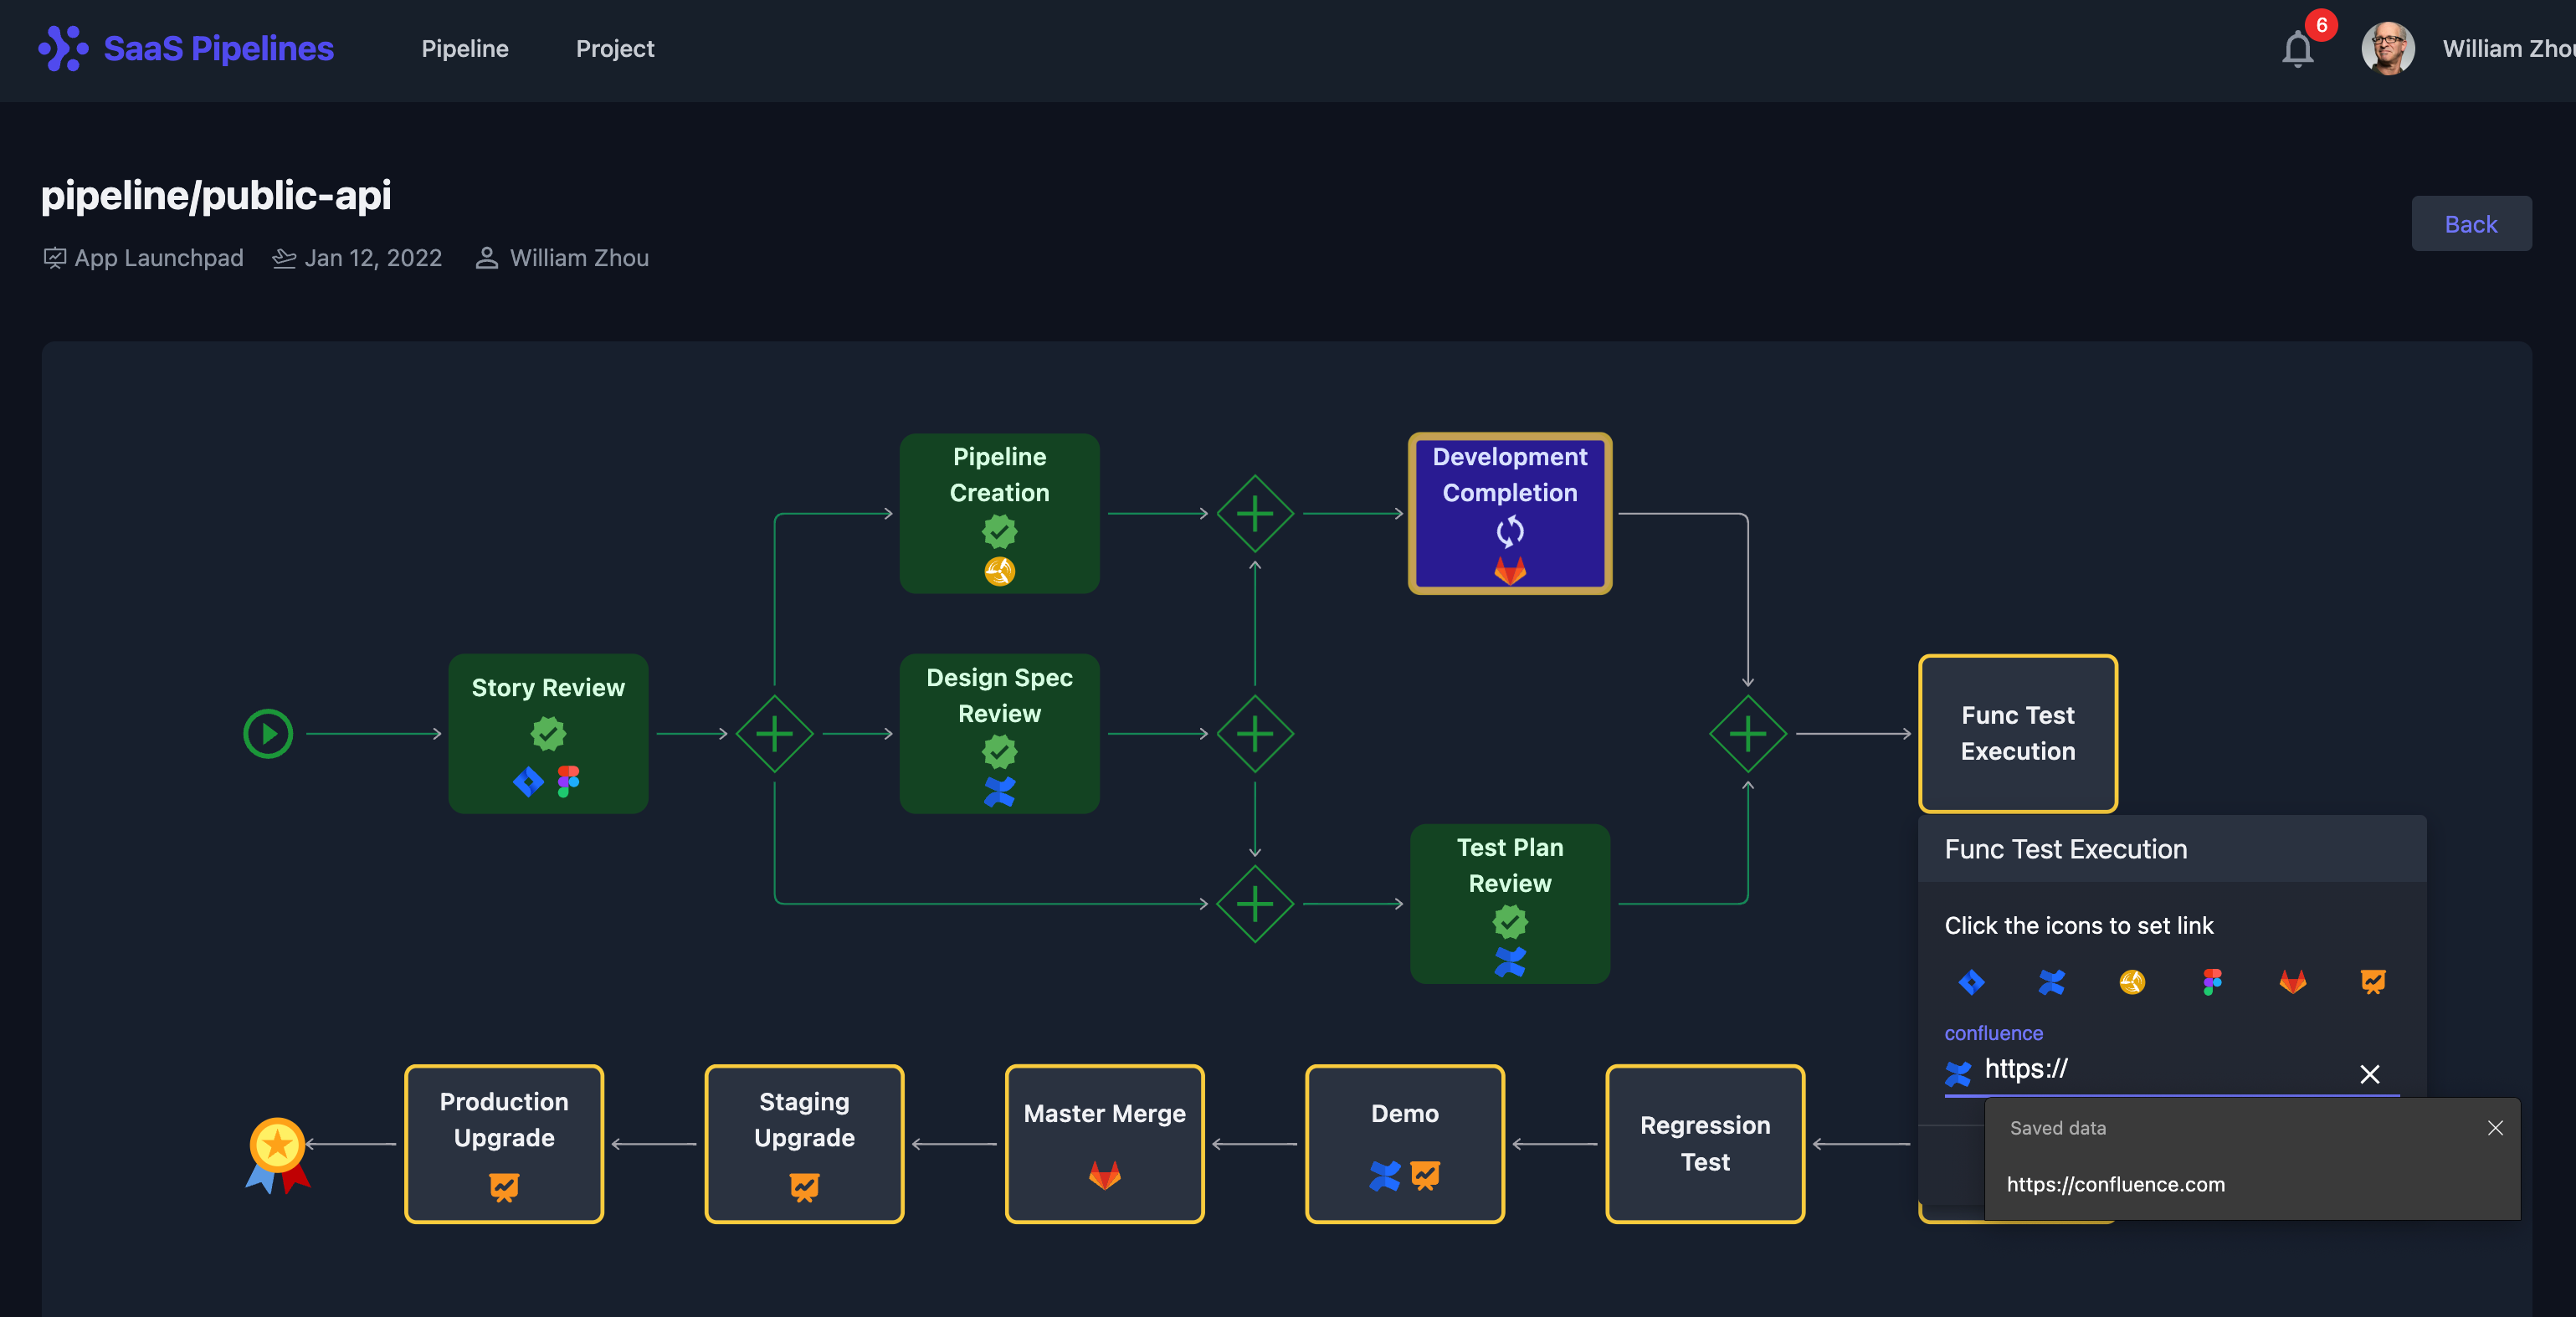 SaaS Pipelines
Pipeline
Project
6
William Zhou
pipeline/public-api
App Launchpad
Jan 12, 2022
William Zhou
Back
Pipeline
Creation
Development
Completion
Story Review
Design Spec
Review
Func Test
Execution
Test Plan
Review
Func Test Execution
Click the icons to set link
confluence
https://
Saved data
https://confluence.com
Production
Upgrade
Staging
Upgrade
Master Merge
Demo
Regression
Test